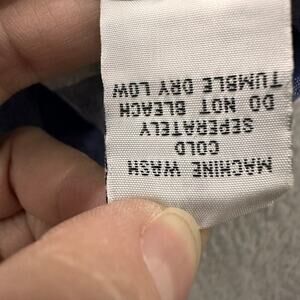 MACHINE WASH
COLD
SEPERATELY
DO NOT BLEACH
TUMBLE DRY LOW